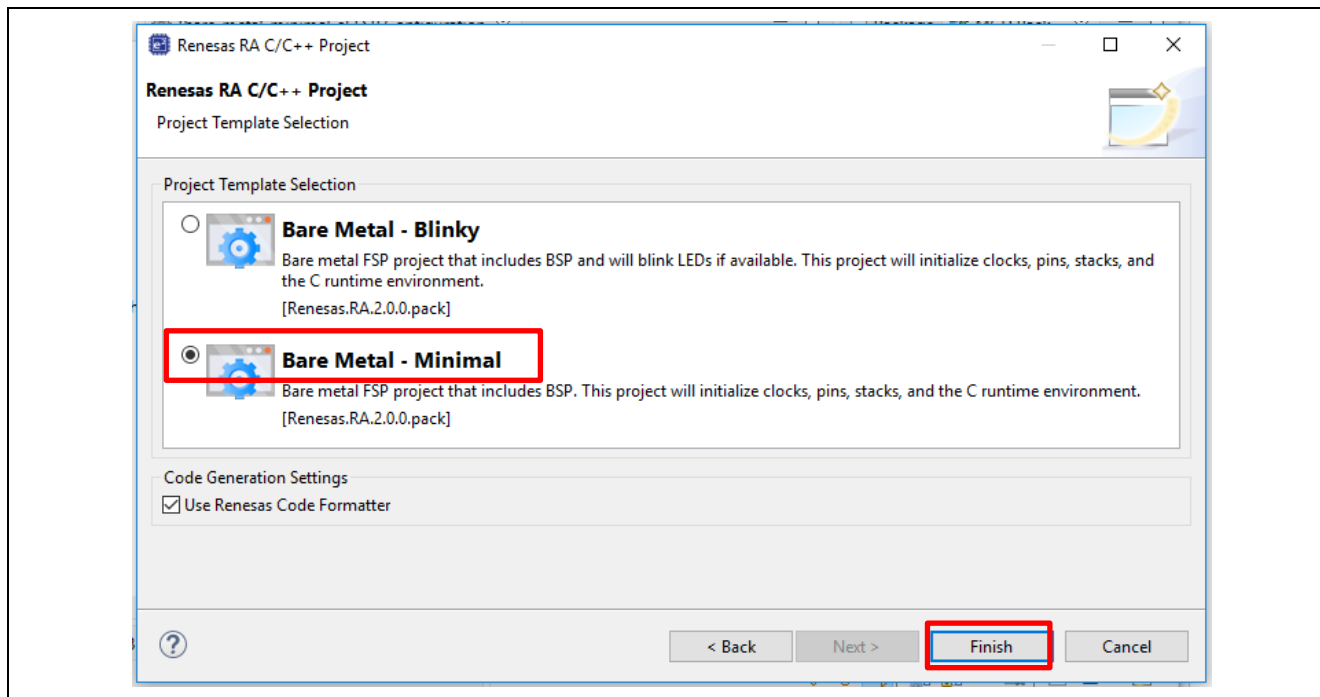 Renesas RA C/C++ Project
Renesas RA C/C++ Project
Project Template Selection
Project Template Selection
Bare Metal - Blinky
Bare metal FSP project that includes BSP and will blink LEDs if available. This project will initialize clocks, pins, stacks, and
the C runtime environment.
[Renesas.RA.2.0.0.pack]
Bare Metal - Minimal
Bare metal FSP project that includes BSP. This project will initialize clocks, pins, stacks, and the C runtime environment.
[Renesas.RA.2.0.0.pack]
Code Generation Settings
Use Renesas Code Formatter
? < Back Next > Finish Cancel